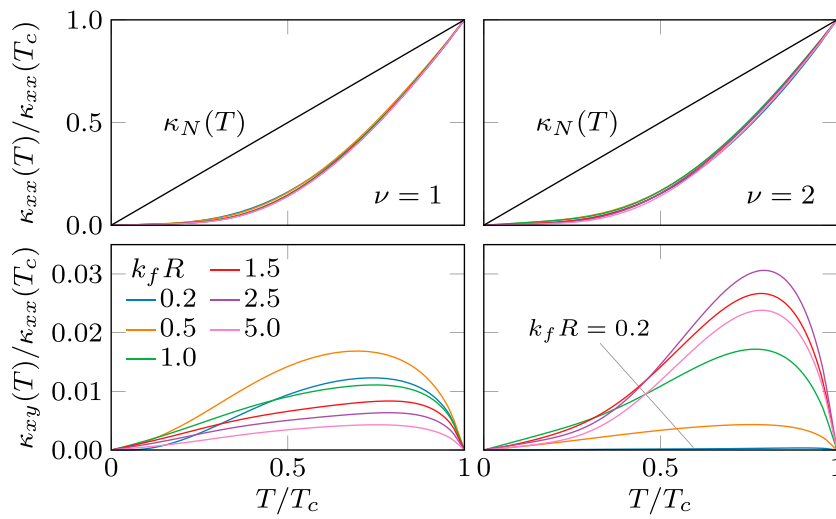 κ_xx(T)/κ_xx(T_c)
1.0
0.5
0.0
κ_N(T)
ν = 1
κ_N(T)
ν = 2
κ_xy(T)/κ_xx(T_c)
0.03
0.02
0.01
0.00
k_f R
0.2
0.5
1.0
1.5
2.5
5.0
k_f R = 0.2
0
0.5
1
T/T_c
0
0.5
1
T/T_c